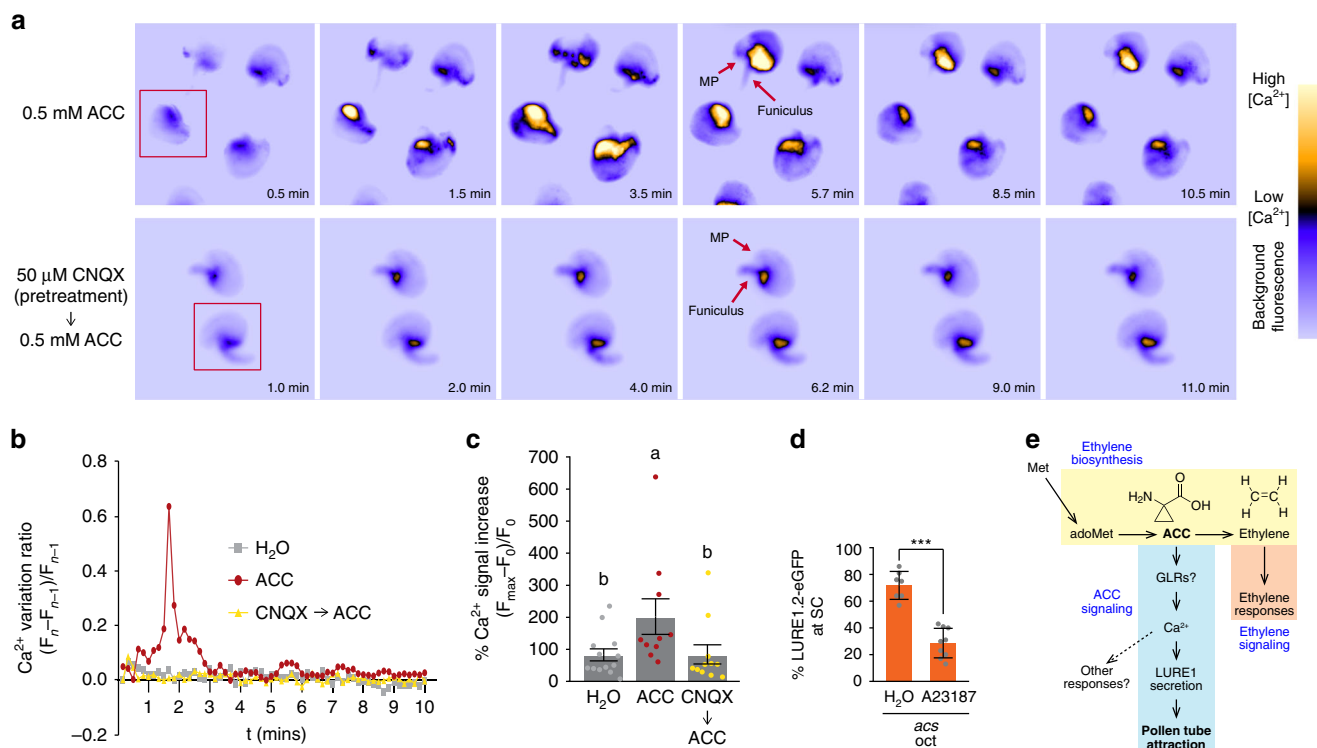 a
0.5 mM ACC
0.5 min
1.5 min
3.5 min
MP
Funiculus
5.7 min
8.5 min
10.5 min
High
[Ca²⁺]
Low
[Ca²⁺]
Background
fluorescence
50 μM CNQX
(pretreatment)
↓
0.5 mM ACC
1.0 min
2.0 min
4.0 min
MP
Funiculus
6.2 min
9.0 min
11.0 min
b
Ca²⁺ variation ratio
(Fₙ–Fₙ₋₁)/Fₙ₋₁
0.8
0.6
0.4
0.2
0.0
–0.2
1 2 3 4 5 6 7 8 9 10
t (mins)
H₂O
ACC
CNQX → ACC
c
% Ca²⁺ signal increase
(Fmax–F₀)/F₀
700
600
500
400
300
200
100
0
b
a
b
H₂O ACC CNQX
↓
ACC
d
% LURE1.2-eGFP
at SC
100
80
60
40
20
0
***
H₂O A23187
acs
oct
e
Ethylene
biosynthesis
Met
H₂N
O
OH
H H
C=C
H H
adoMet → ACC → Ethylene
GLRs?
ACC
signaling
Ca²⁺
Other
responses?
LURE1
secretion
Pollen tube
attraction
Ethylene
responses
Ethylene
signaling